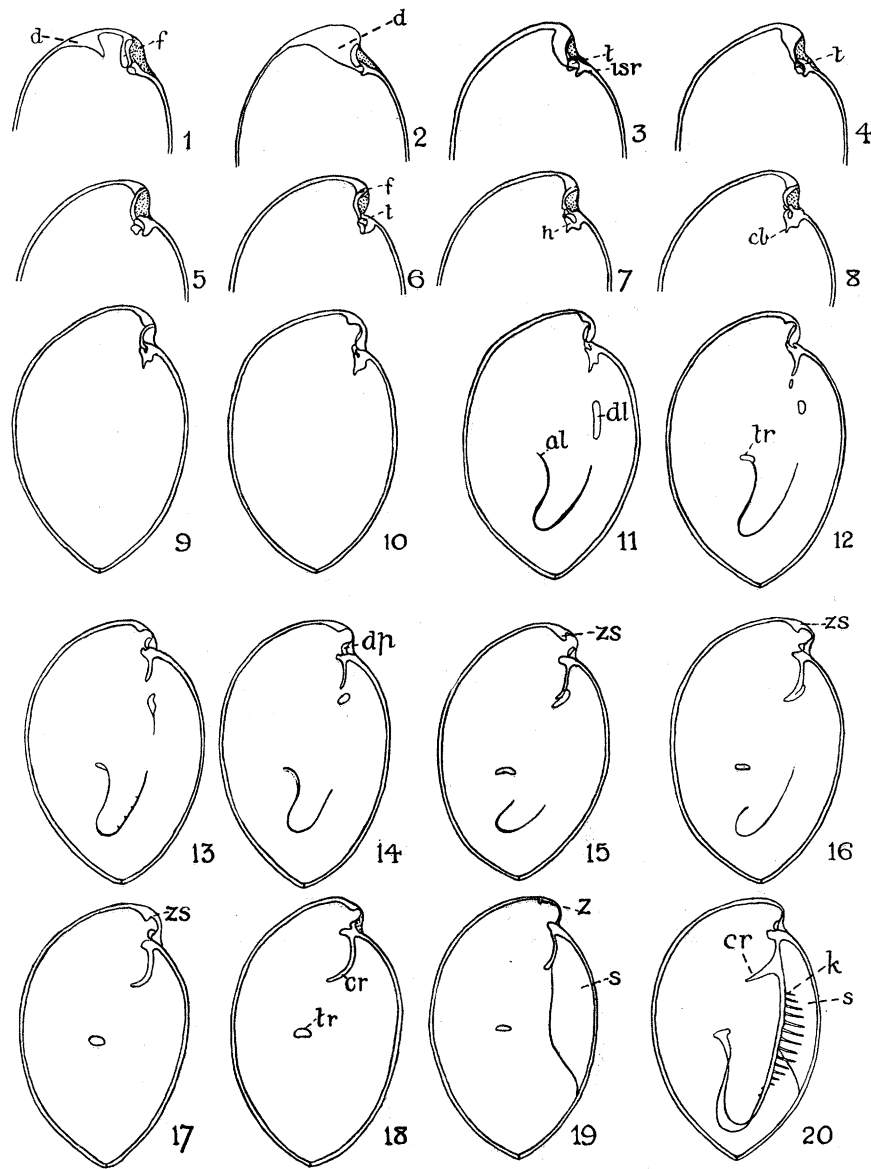 d f d t ısr t
1 2 3 4
f t h cb
5 6 7 8
al dl tr
9 10 11 12
dp zs zs
13 14 15 16
zs cr tr z s cr k s
17 18 19 20